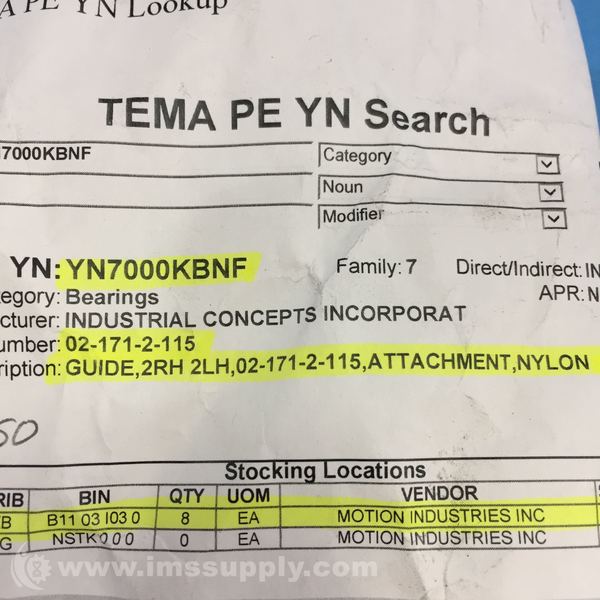 A PE YN Lookup
TEMA PE YN Search
7000KBNF Category
Noun
Modifier
YN: YN7000KBNF Family: 7 Direct/Indirect: IN
egory: Bearings APR: N
cturer: INDUSTRIAL CONCEPTS INCORPORAT
umber: 02-171-2-115
ription: GUIDE,2RH 2LH,02-171-2-115,ATTACHMENT,NYLON
50
Stocking Locations
RIB BIN QTY UOM VENDOR
B B11 03 I03 0 8 EA MOTION INDUSTRIES INC
G NSTK000 0 EA MOTION INDUSTRIES INC
© www.imssupply.com